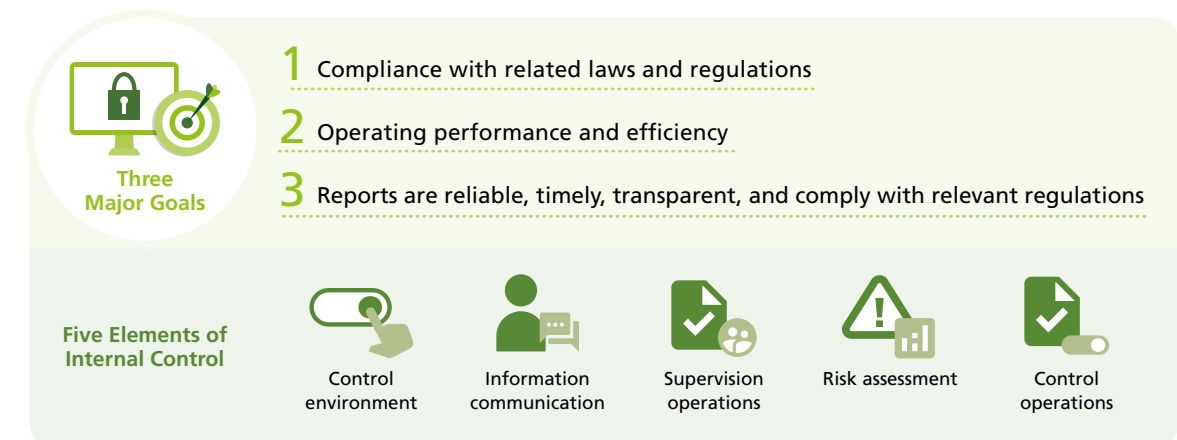 Three
Major Goals
1 Compliance with related laws and regulations
2 Operating performance and efficiency
3 Reports are reliable, timely, transparent, and comply with relevant regulations
Five Elements of
Internal Control
Control
environment
Information
communication
Supervision
operations
Risk assessment
Control
operations